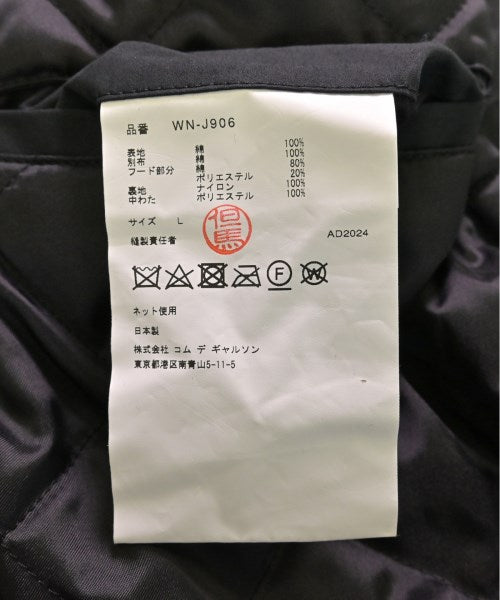 品番 WN-J906
表地 綿 100%
別布 綿 100%
フード部分 綿 80%
ポリエステル 20%
裏地 ナイロン 100%
中わた ポリエステル 100%
サイズ L
縫製責任者 但馬 AD2024
F W
ネット使用
日本製
株式会社 コム デ ギャルソン
東京都港区南青山5-11-5